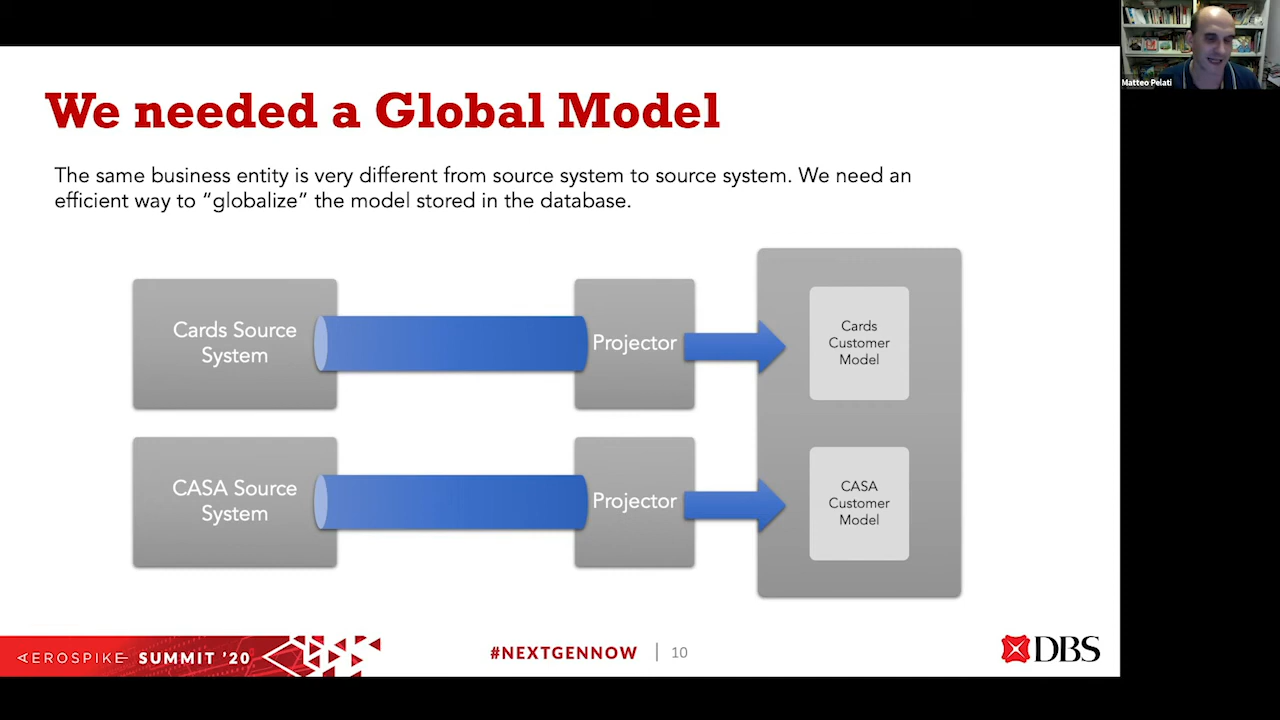 Matteo Pelati
We needed a Global Model
The same business entity is very different from source system to source system. We need an
efficient way to “globalize” the model stored in the database.
Cards Source
System
Projector
Cards
Customer
Model
CASA Source
System
Projector
CASA
Customer
Model
AEROSPIKE SUMMIT '20
#NEXTGENNOW | 10
DBS